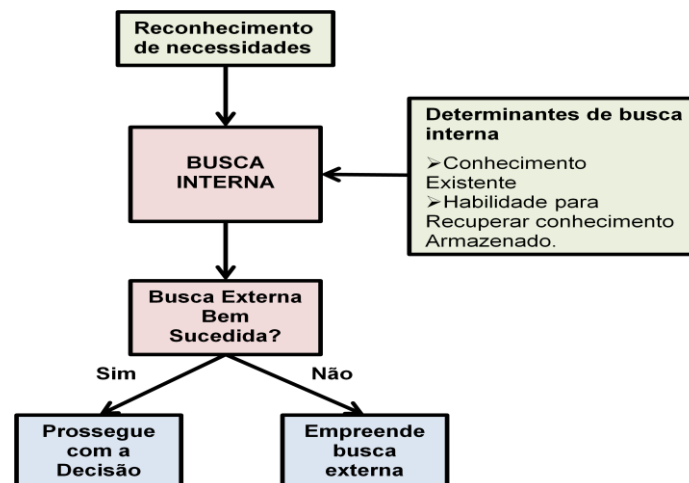 Reconhecimento
de necessidades
Determinantes de busca
interna
➢Conhecimento
Existente
➢Habilidade para
Recuperar conhecimento
Armazenado.
BUSCA
INTERNA
Busca Externa
Bem
Sucedida?
Sim
Não
Prossegue
com a
Decisão
Empreende
busca
externa